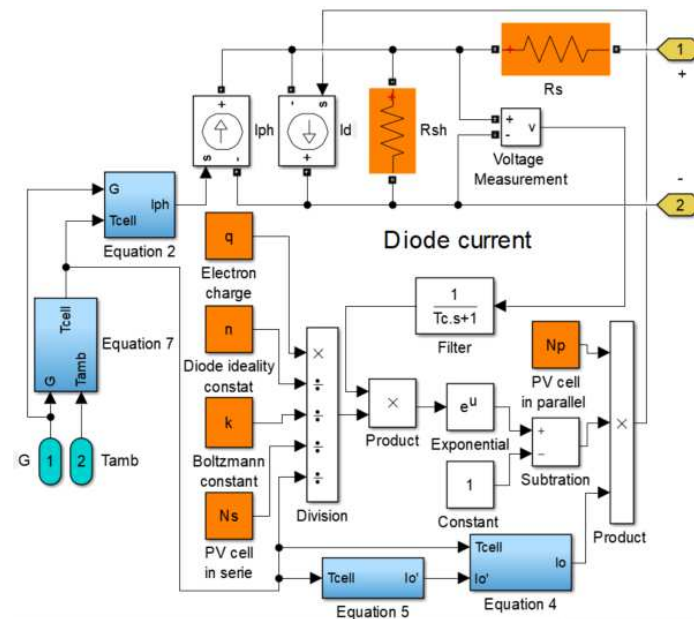 +
-
s
Iph
Id
+
Rsh
+
Rs
1
+
+
-
v
Voltage
Measurement
s
-
+
-
2
G
Tcell
Iph
Equation 2
q
Electron
charge
Diode current
Tcell
G
Tamb
Equation 7
1
Tc.s+1
Filter
n
Diode ideality
constat
Np
PV cell
in parallel
k
Boltzmann
constant
×
÷
÷
÷
÷
Division
×
Product
e^u
Exponential
+
−
Subtration
×
Product
G
1
2
Tamb
Ns
PV cell
in serie
1
Constant
Tcell
Io'
Equation 5
Tcell
Io'
Io
Equation 4